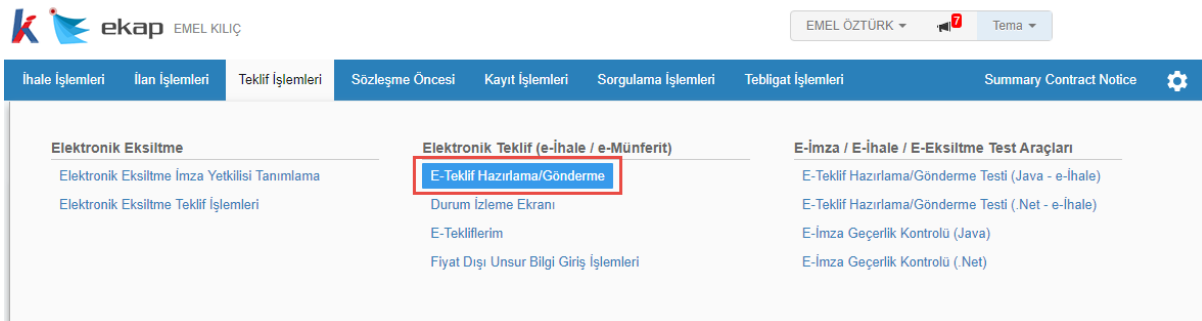 ekap EMEL KILIÇ
EMEL ÖZTÜRK
7
Tema
İhale İşlemleri İlan İşlemleri Teklif İşlemleri Sözleşme Öncesi Kayıt İşlemleri Sorgulama İşlemleri Tebligat İşlemleri Summary Contract Notice
Elektronik Eksiltme
Elektronik Eksiltme İmza Yetkilisi Tanımlama
Elektronik Eksiltme Teklif İşlemleri
Elektronik Teklif (e-İhale / e-Münferit)
E-Teklif Hazırlama/Gönderme
Durum İzleme Ekranı
E-Tekliflerim
Fiyat Dışı Unsur Bilgi Giriş İşlemleri
E-İmza / E-İhale / E-Eksiltme Test Araçları
E-Teklif Hazırlama/Gönderme Testi (Java - e-İhale)
E-Teklif Hazırlama/Gönderme Testi (.Net - e-İhale)
E-İmza Geçerlik Kontrolü (Java)
E-İmza Geçerlik Kontrolü (.Net)